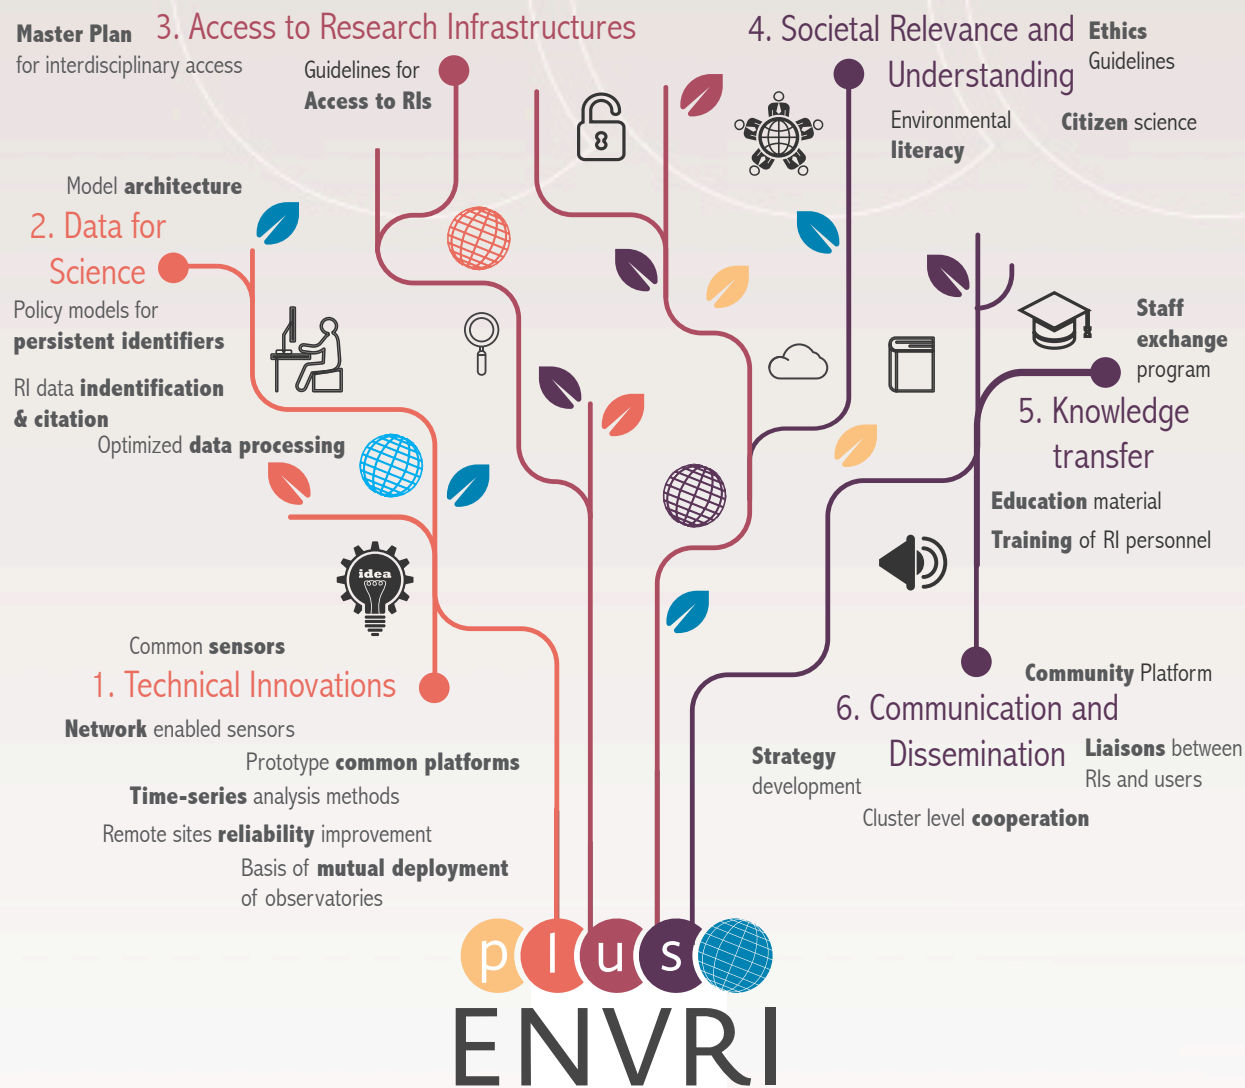 Master Plan
for interdisciplinary access
3. Access to Research Infrastructures
Guidelines for
Access to RIs
4. Societal Relevance and
Understanding
Ethics
Guidelines
Environmental
literacy
Citizen science
Model architecture
2. Data for
Science
Policy models for
persistent identifiers
RI data indentification
& citation
Optimized data processing
Staff
exchange
program
5. Knowledge
transfer
Education material
Training of RI personnel
idea
Common sensors
1. Technical Innovations
Network enabled sensors
Prototype common platforms
Time-series analysis methods
Remote sites reliability improvement
Basis of mutual deployment
of observatories
Community Platform
6. Communication and
Dissemination
Strategy
development
Liaisons between
RIs and users
Cluster level cooperation
plus
ENVRI